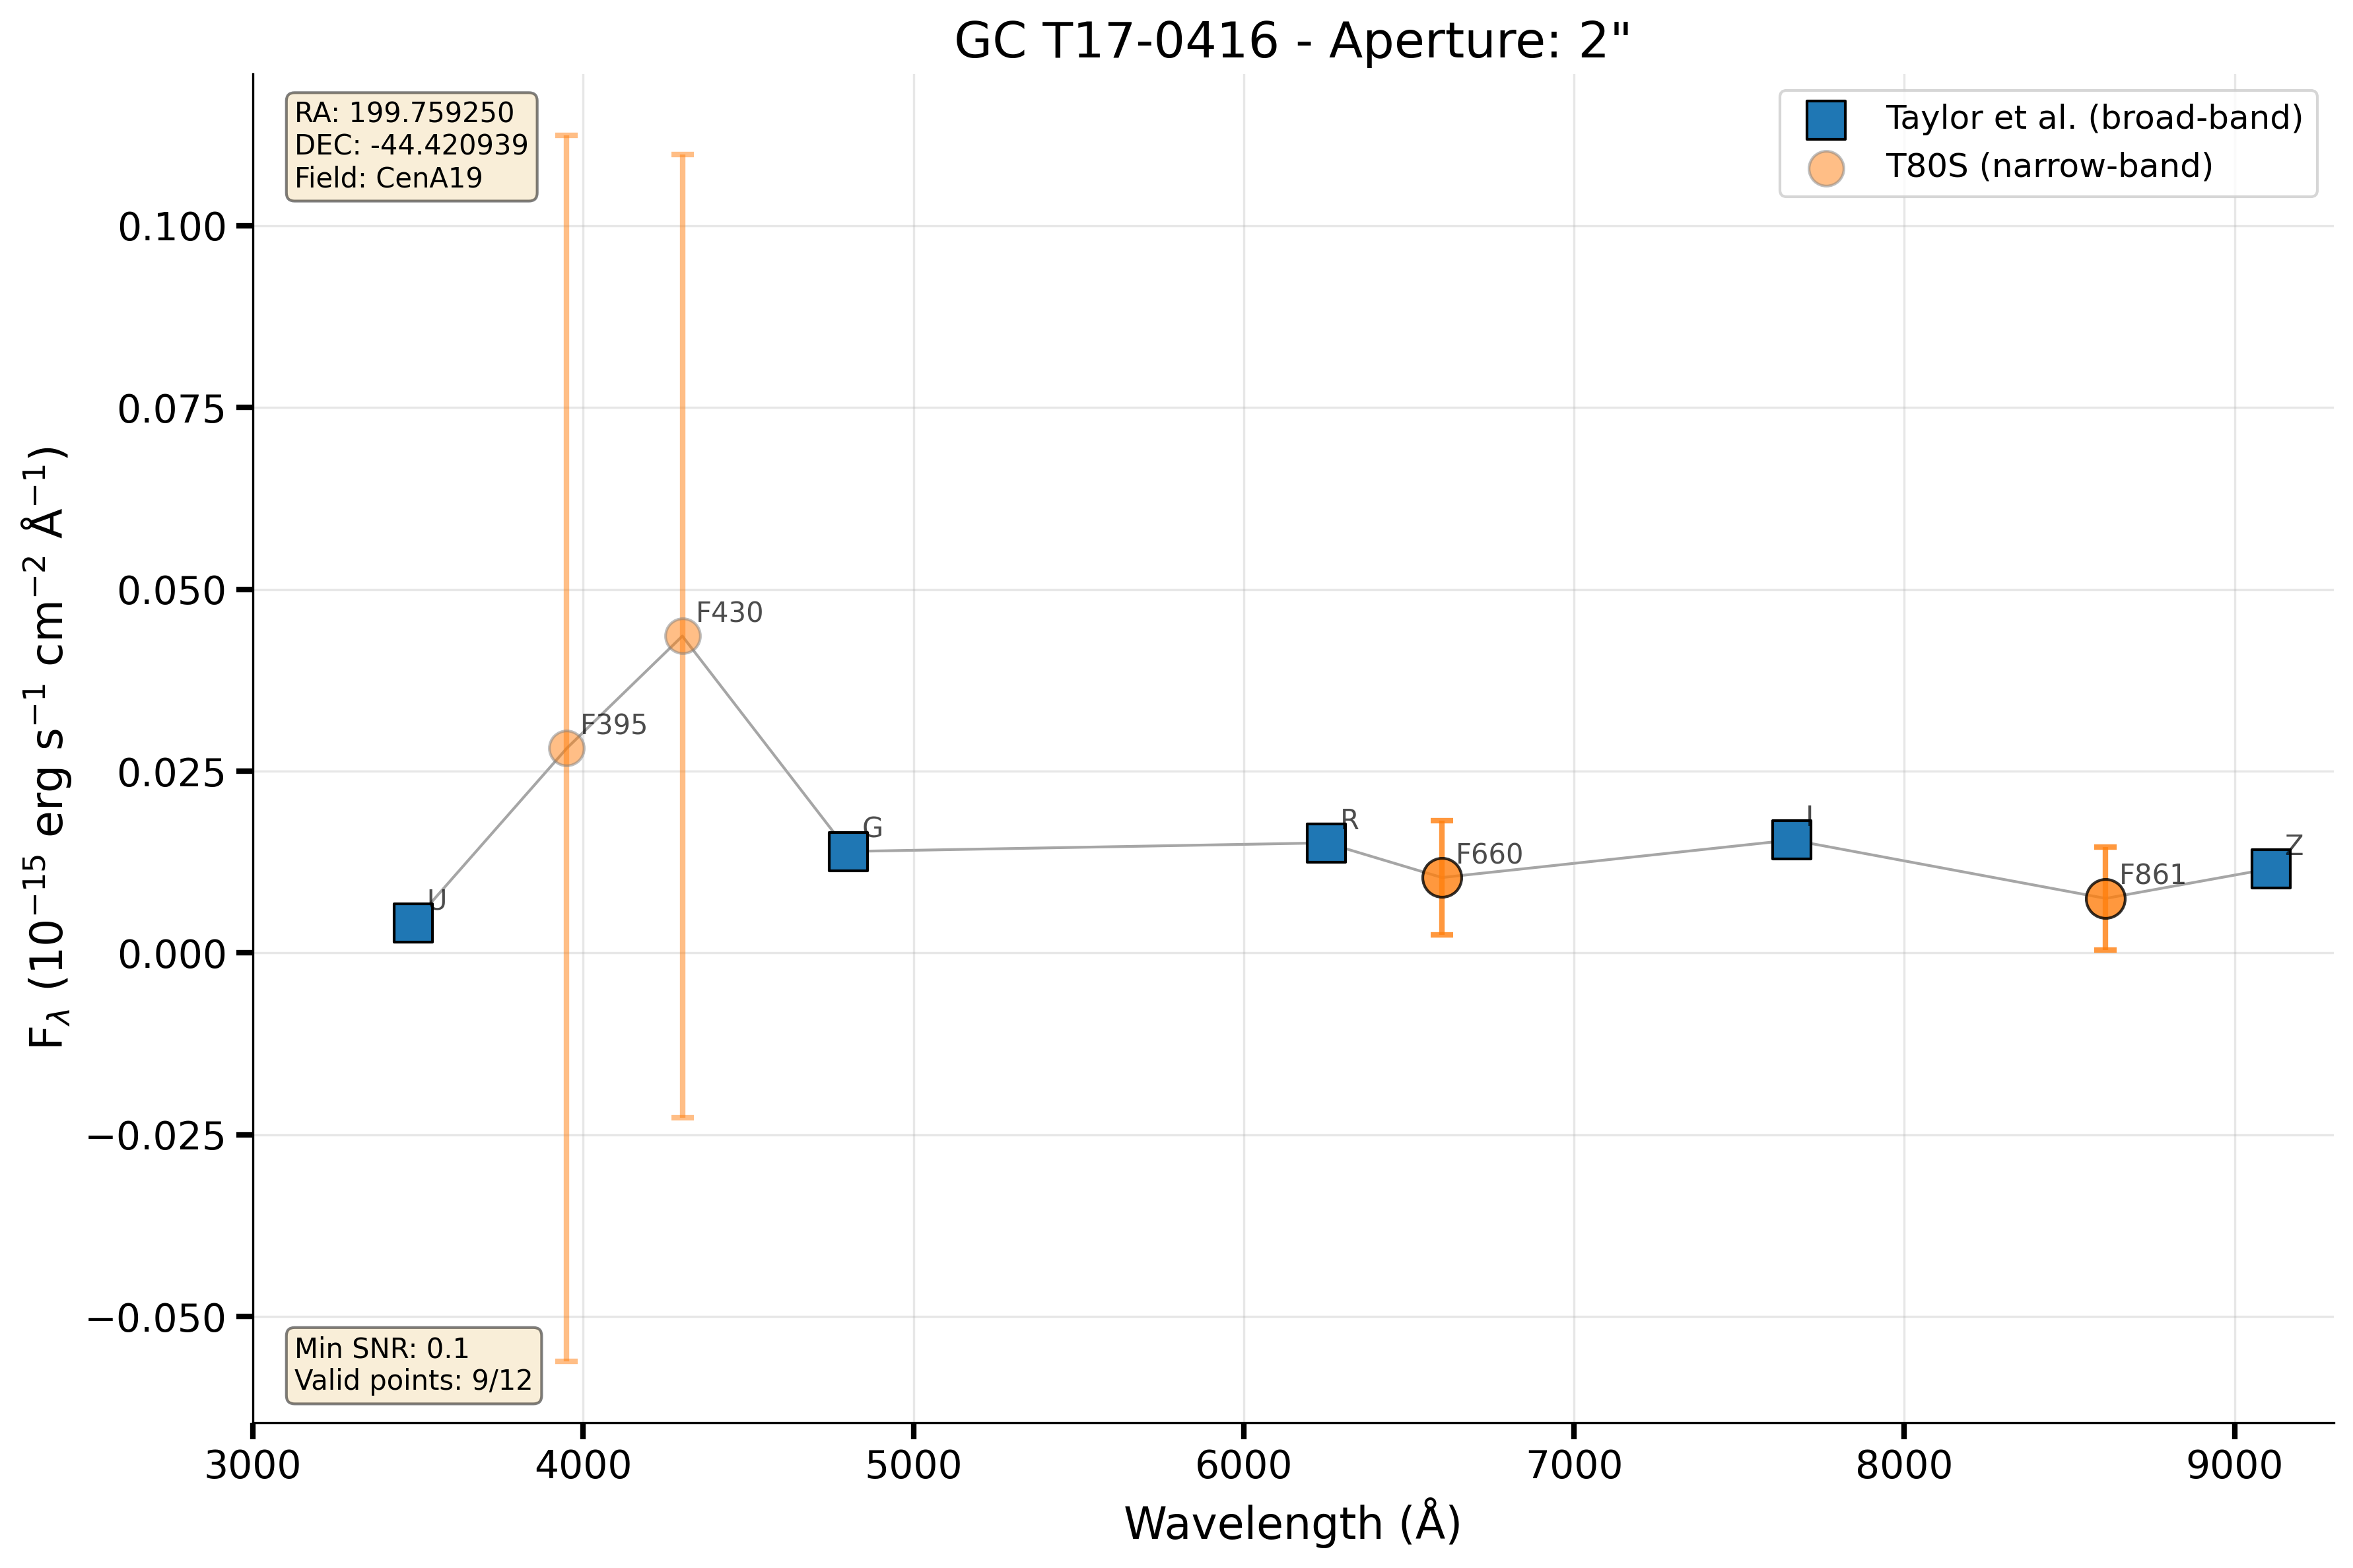 GC T17-0416 - Aperture: 2"
RA: 199.759250
DEC: -44.420939
Field: CenA19
Taylor et al. (broad-band)
T80S (narrow-band)
0.100
0.075
0.050
0.025
0.000
−0.025
−0.050
F_λ (10⁻¹⁵ erg s⁻¹ cm⁻² Å⁻¹)
U
F395
F430
G
R
F660
I
F861
Z
Min SNR: 0.1
Valid points: 9/12
3000 4000 5000 6000 7000 8000 9000
Wavelength (Å)